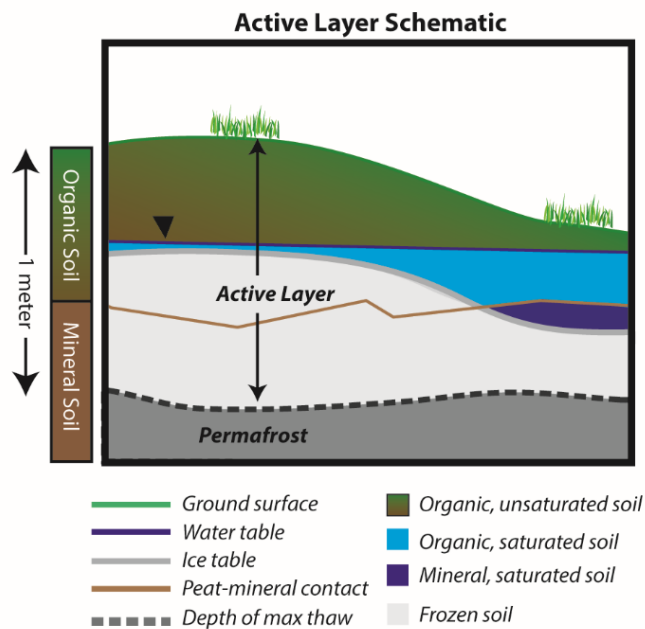 Active Layer Schematic
Organic Soil
Mineral Soil
1 meter
Active Layer
Permafrost
Ground surface
Water table
Ice table
Peat-mineral contact
Depth of max thaw
Organic, unsaturated soil
Organic, saturated soil
Mineral, saturated soil
Frozen soil